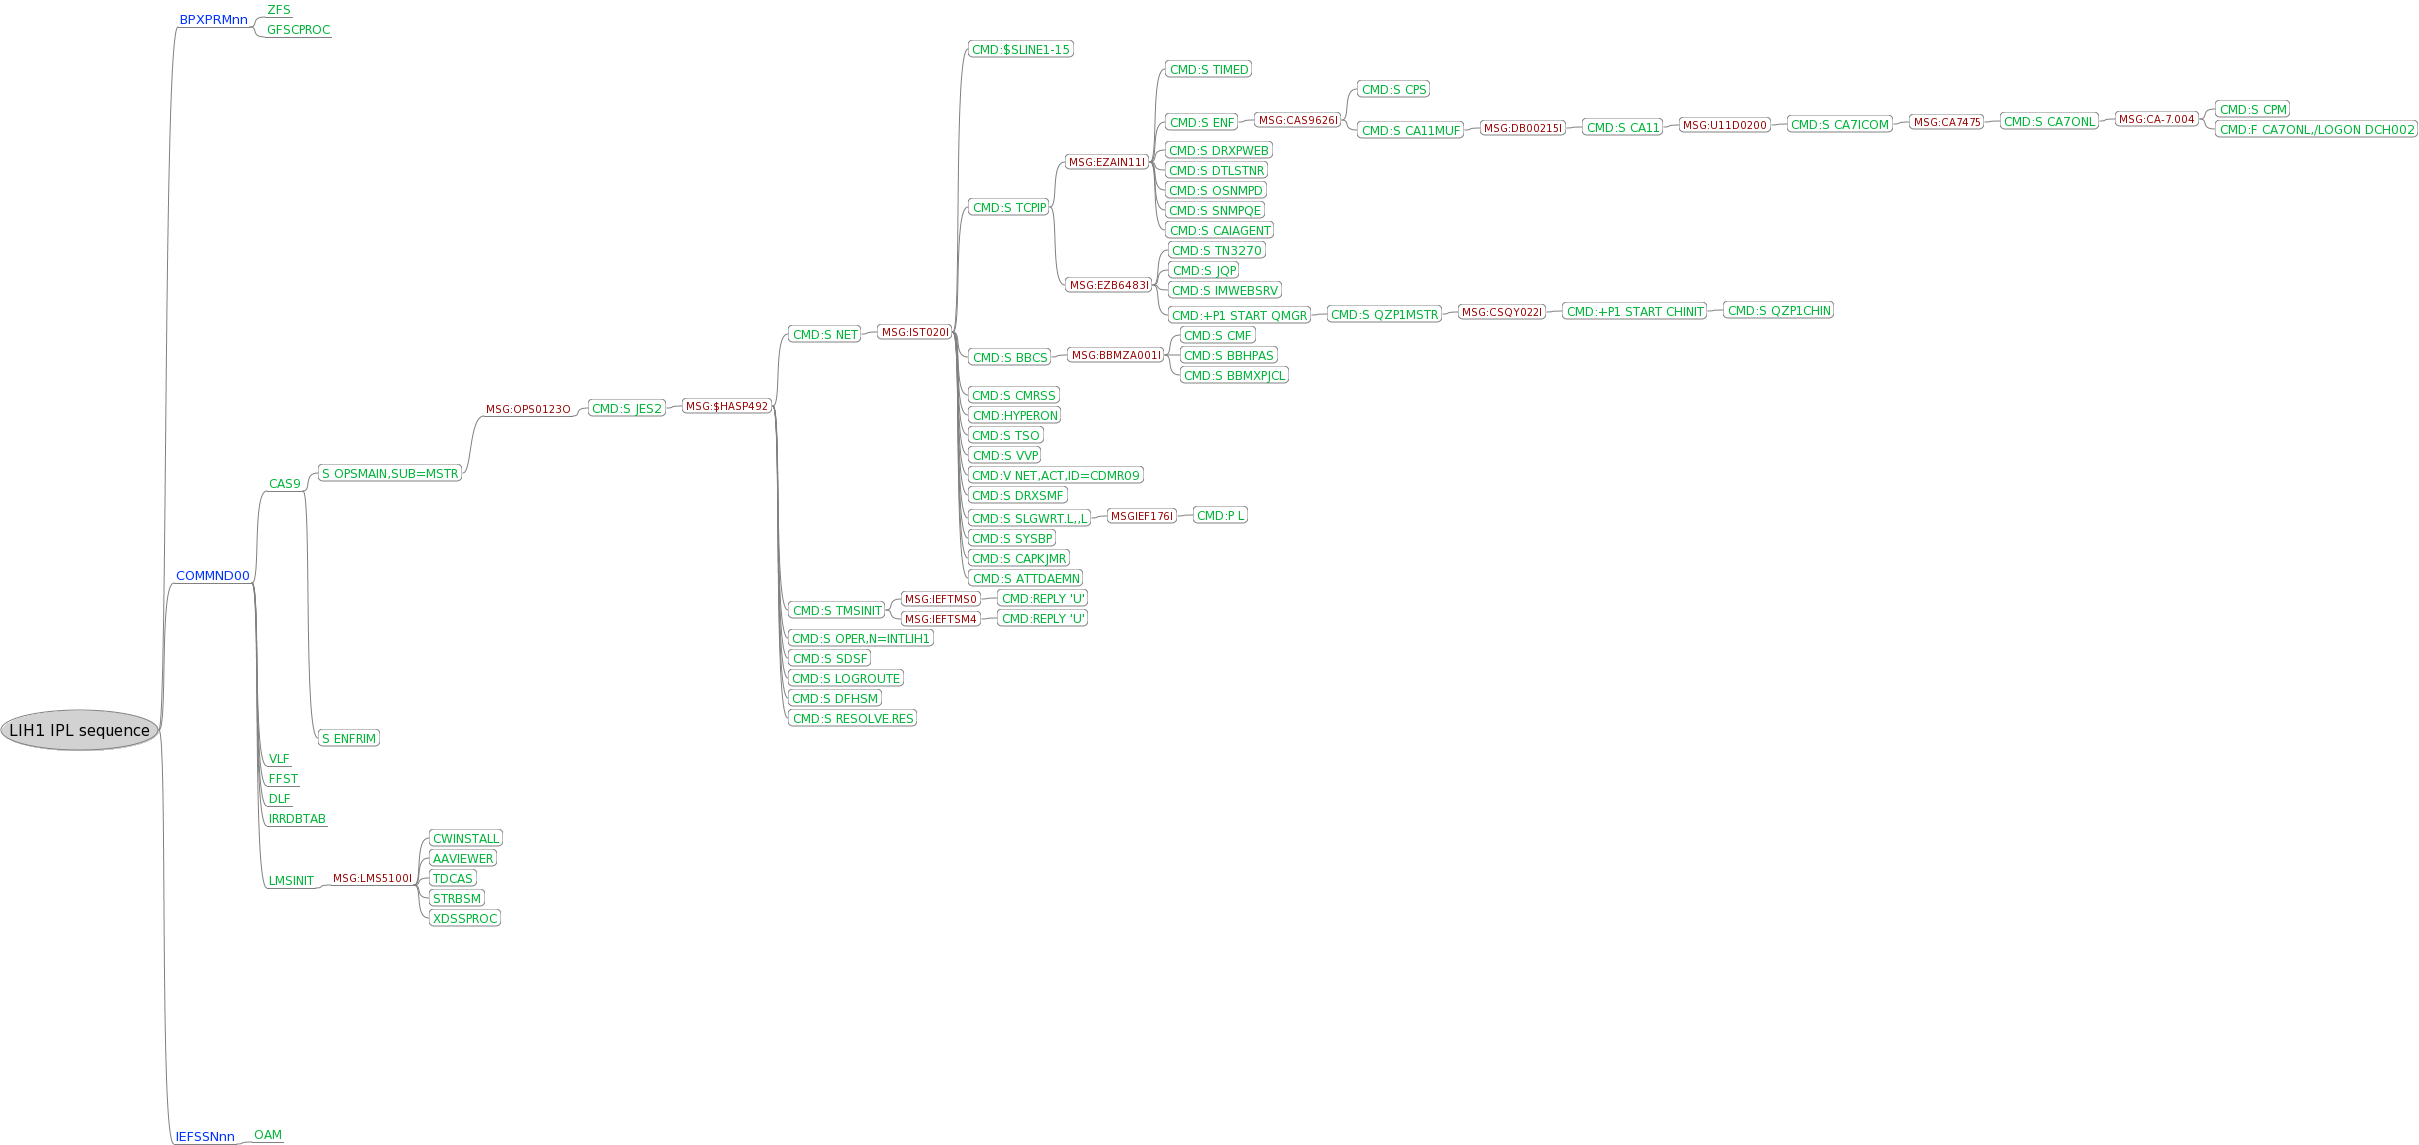 LIH1 IPL sequence
BPXPRMnn
ZFS
GFSCPROC
COMMND00
CAS9
S OPSMAIN,SUB=MSTR
MSG:OPS0123O
CMD:S JES2
MSG:$HASP492
CMD:S NET
MSG:IST020I
CMD:$SLINE1-15
CMD:S TCPIP
MSG:EZAIN11I
CMD:S TIMED
CMD:S ENF
MSG:CAS9626I
CMD:S CPS
CMD:S CA11MUF
MSG:DB00215I
CMD:S CA11
MSG:U11D0200
CMD:S CA7ICOM
MSG:CA7475
CMD:S CA7ONL
MSG:CA-7.004
CMD:S CPM
CMD:F CA7ONL,/LOGON DCH002
CMD:S DRXPWEB
CMD:S DTLSTNR
CMD:S OSNMPD
CMD:S SNMPQE
CMD:S CAIAGENT
MSG:EZB6483I
CMD:S TN3270
CMD:S JQP
CMD:S IMWEBSRV
CMD:+P1 START QMGR
CMD:S QZP1MSTR
MSG:CSQY022I
CMD:+P1 START CHINIT
CMD:S QZP1CHIN
CMD:S BBCS
MSG:BBMZA001I
CMD:S CMF
CMD:S BBHPAS
CMD:S BBMXPJCL
CMD:S CMRSS
CMD:HYPERON
CMD:S TSO
CMD:S VVP
CMD:V NET,ACT,ID=CDMR09
CMD:S DRXSMF
CMD:S SLGWRT.L,,L
MSGIEF176I
CMD:P L
CMD:S SYSBP
CMD:S CAPKJMR
CMD:S ATTDAEMN
CMD:S TMSINIT
MSG:IEFTMS0
CMD:REPLY 'U'
MSG:IEFTSM4
CMD:REPLY 'U'
CMD:S OPER,N=INTLIH1
CMD:S SDSF
CMD:S LOGROUTE
CMD:S DFHSM
CMD:S RESOLVE.RES
S ENFRIM
VLF
FFST
DLF
IRRDBTAB
LMSINIT
MSG:LMS5100I
CWINSTALL
AAVIEWER
TDCAS
STRBSM
XDSSPROC
IEFSSNnn
OAM